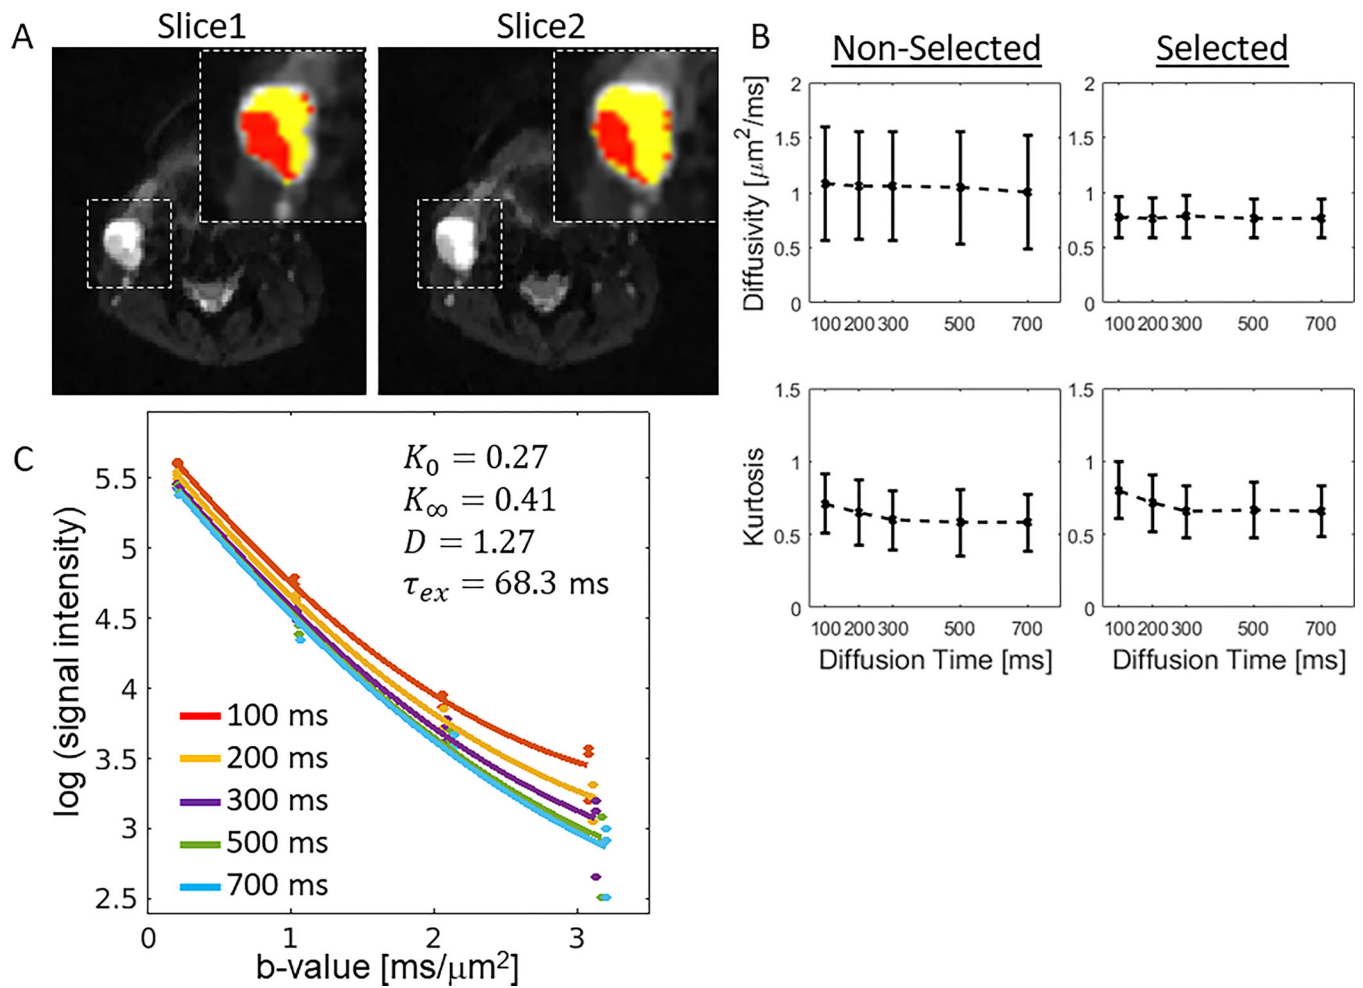 A
Slice1
Slice2
B
Non-Selected
Selected
Diffusivity [μm²/ms]
2
1.5
1
0.5
0
100 200 300 500 700
2
1.5
1
0.5
0
100 200 300 500 700
Kurtosis
1.5
1
0.5
0
100 200 300 500 700
Diffusion Time [ms]
1.5
1
0.5
0
100 200 300 500 700
Diffusion Time [ms]
C
log (signal intensity)
5.5
5
4.5
4
3.5
3
2.5
K₀ = 0.27
K∞ = 0.41
D = 1.27
τₑₓ = 68.3 ms
100 ms
200 ms
300 ms
500 ms
700 ms
0 1 2 3
b-value [ms/μm²]